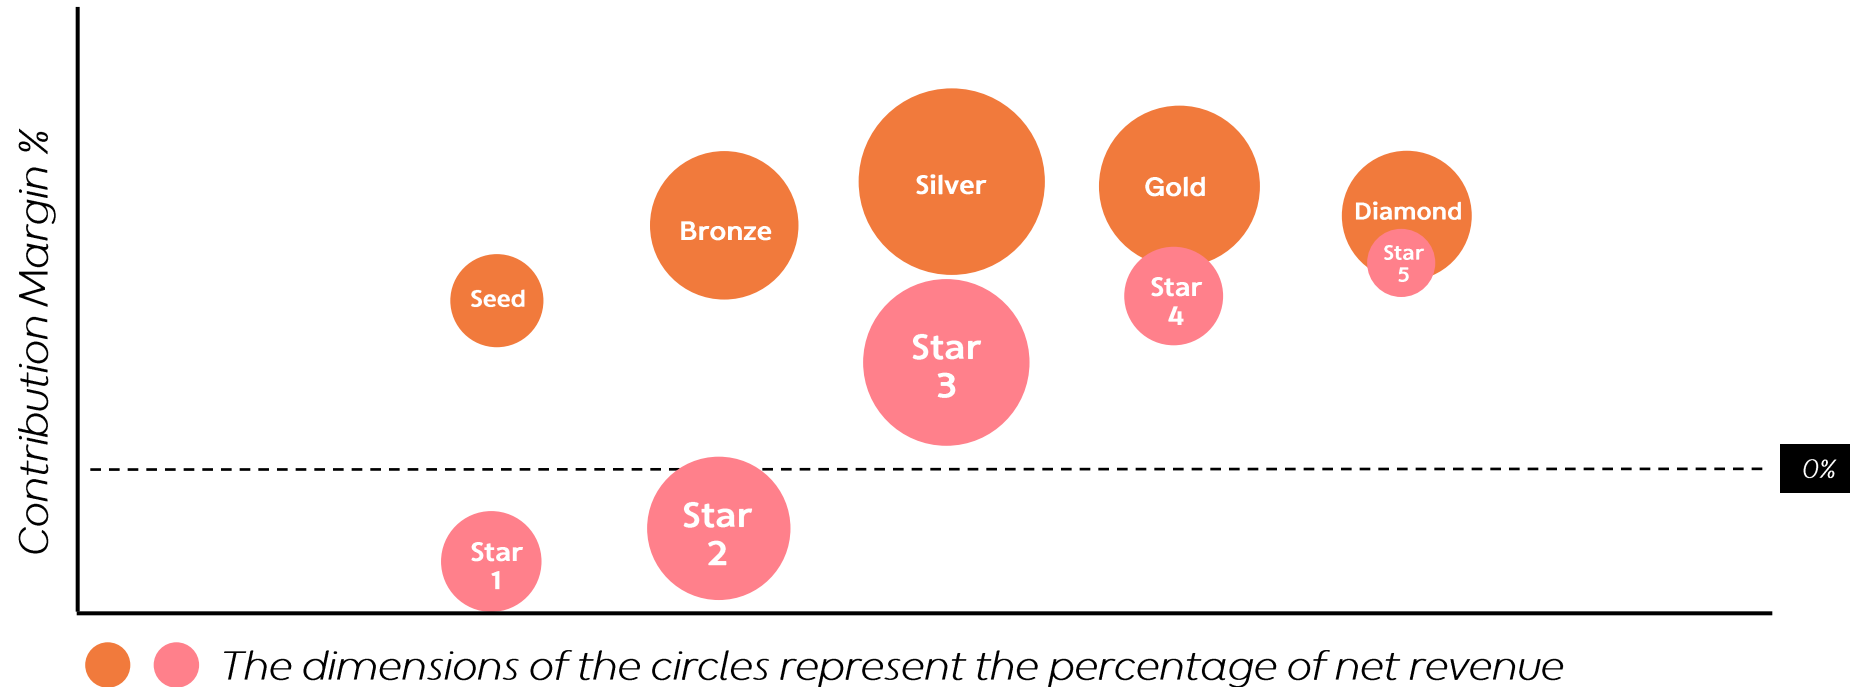 Contribution Margin %
Silver
Gold
Diamond
Bronze
Star
5
Seed
Star
4
Star
3
0%
Star
2
Star
1
The dimensions of the circles represent the percentage of net revenue